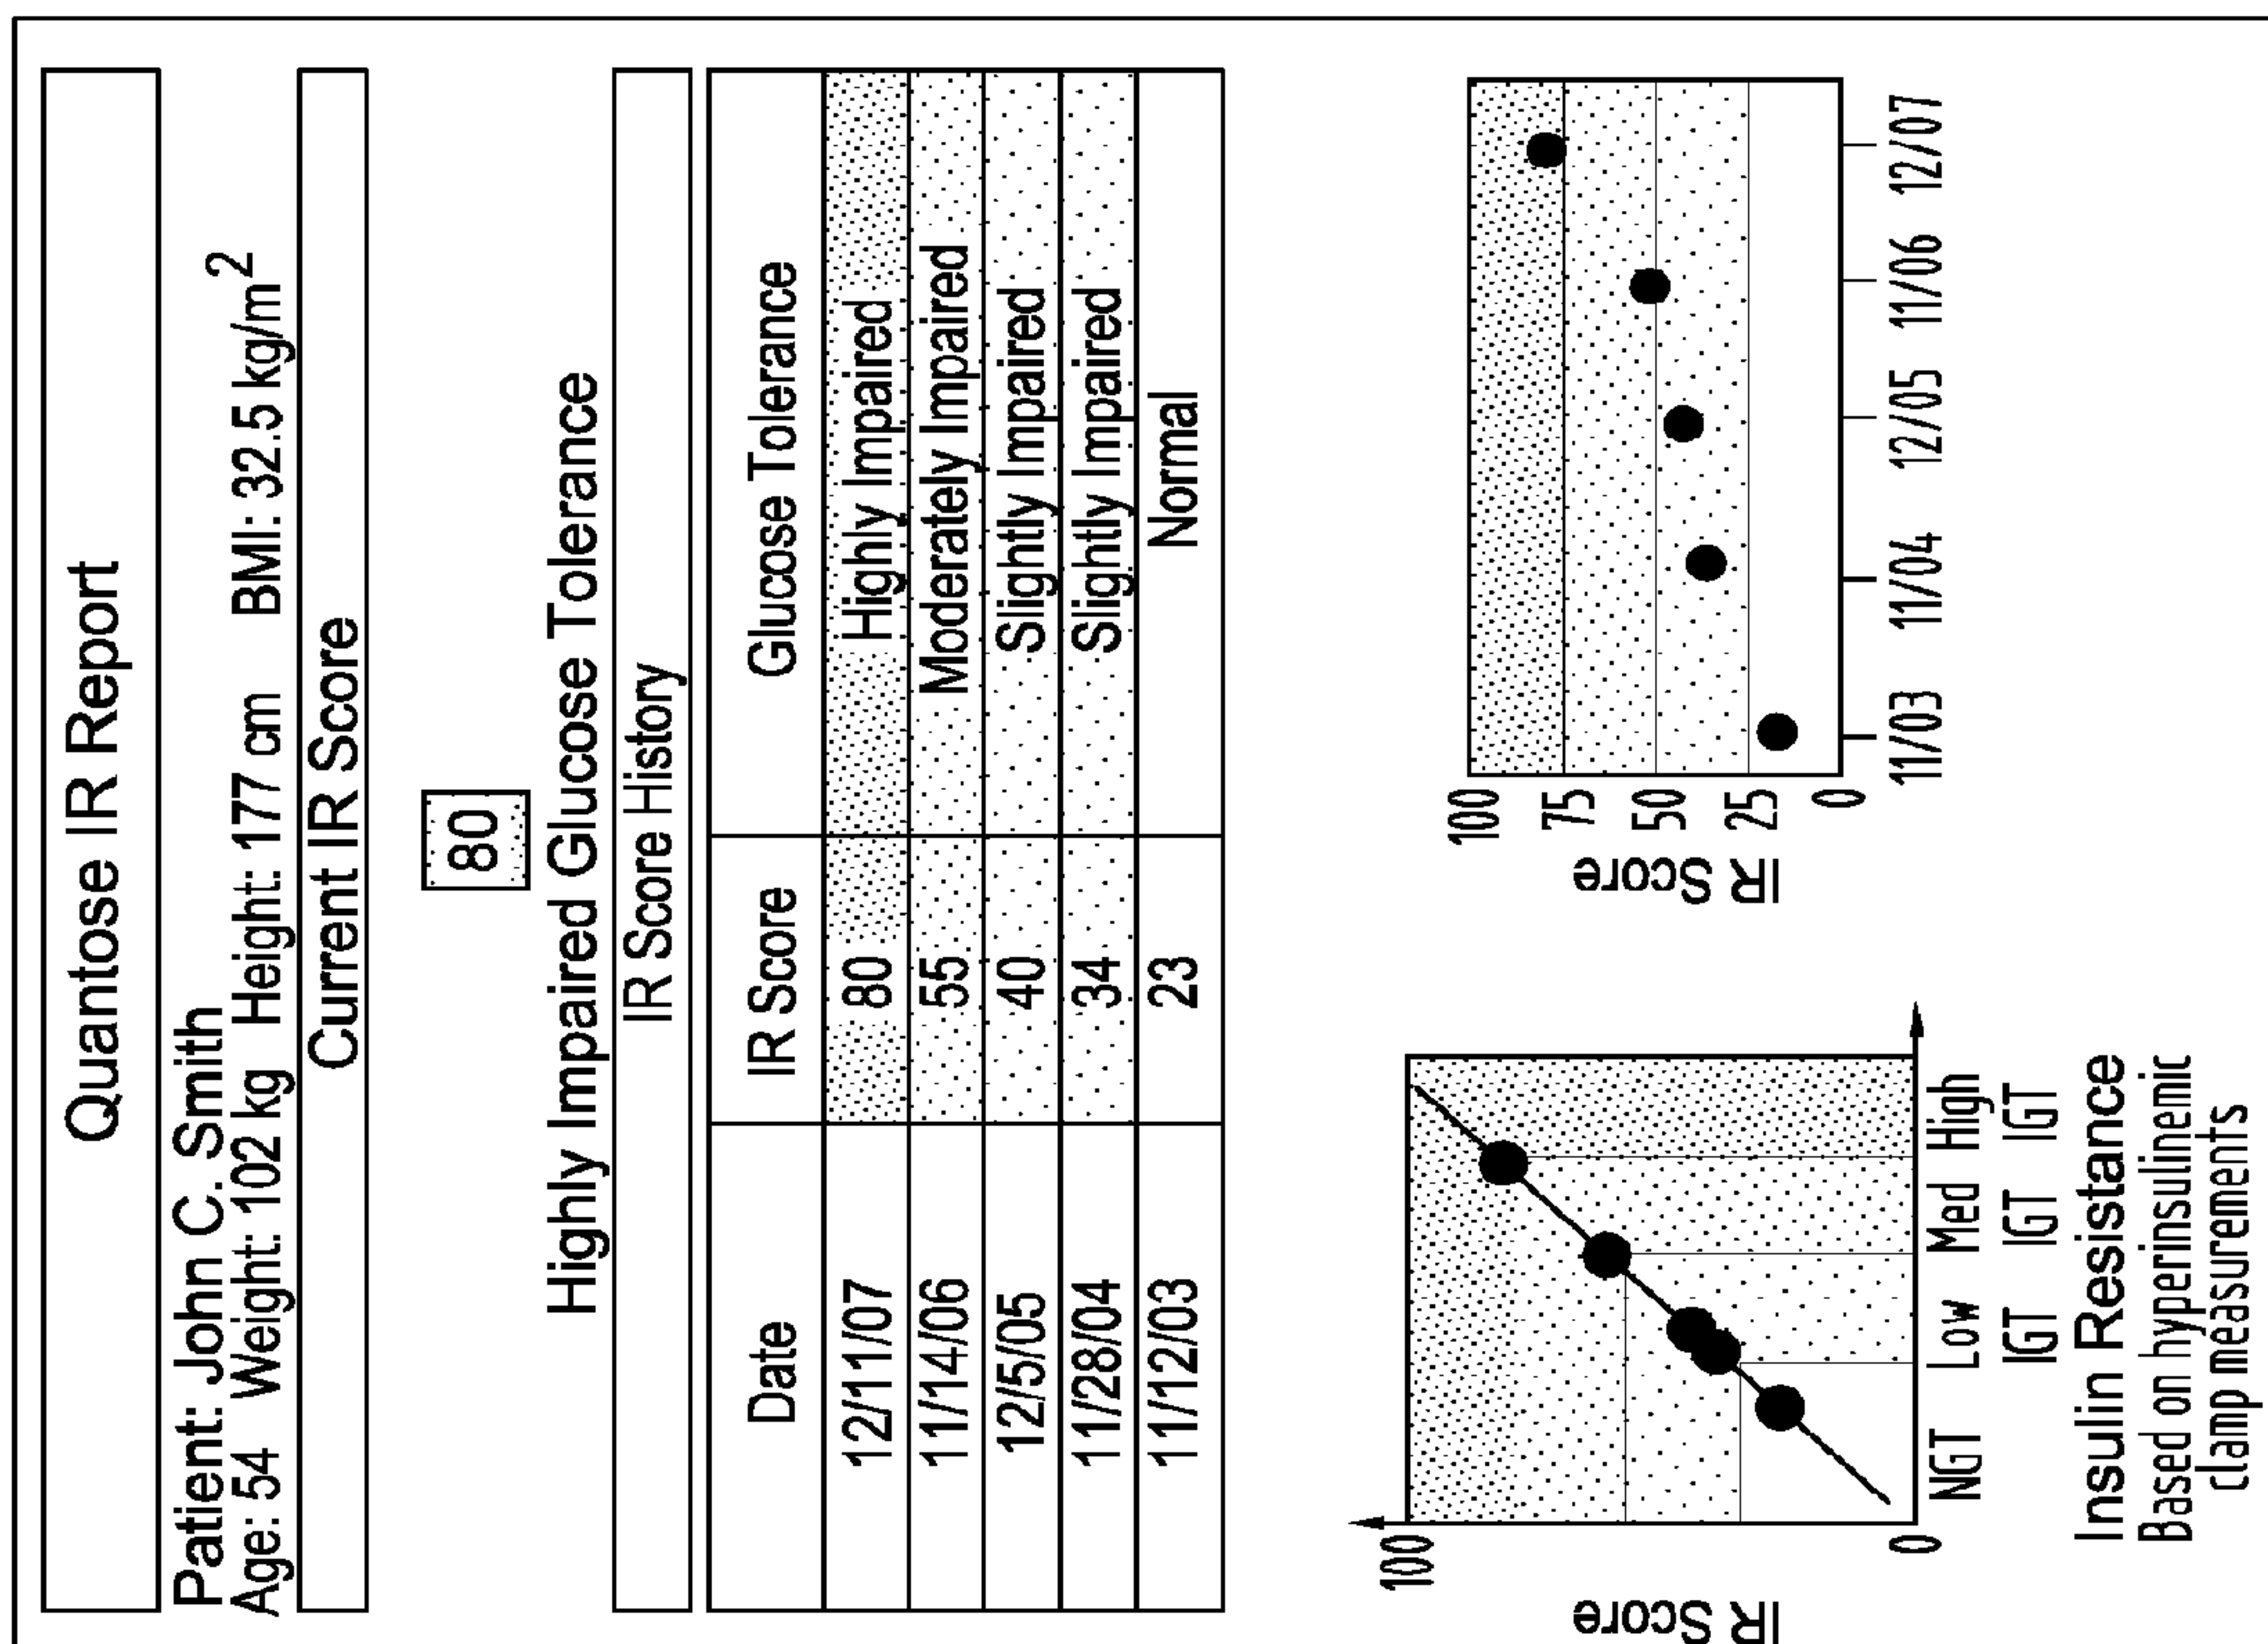 Quantose IR Report
Patient: John C. Smith
Age: 54 Weight: 102 kg Height: 177 cm BMI: 32.5 kg/m2
Current IR Score
80
Highly Impaired Glucose Tolerance
IR Score History
Date IR Score Glucose Tolerance
12/11/07 80 Highly Impaired
11/14/06 55 Moderately Impaired
12/5/05 40 Slightly Impaired
11/28/04 34 Slightly Impaired
11/12/03 23 Normal
IR Score
100
0
NGT Low Med High
IGT IGT IGT
Insulin Resistance
Based on hyperinsulinemic
clamp measurements
IR Score
100
75
50
25
0
11/03 11/04 12/05 11/06 12/07